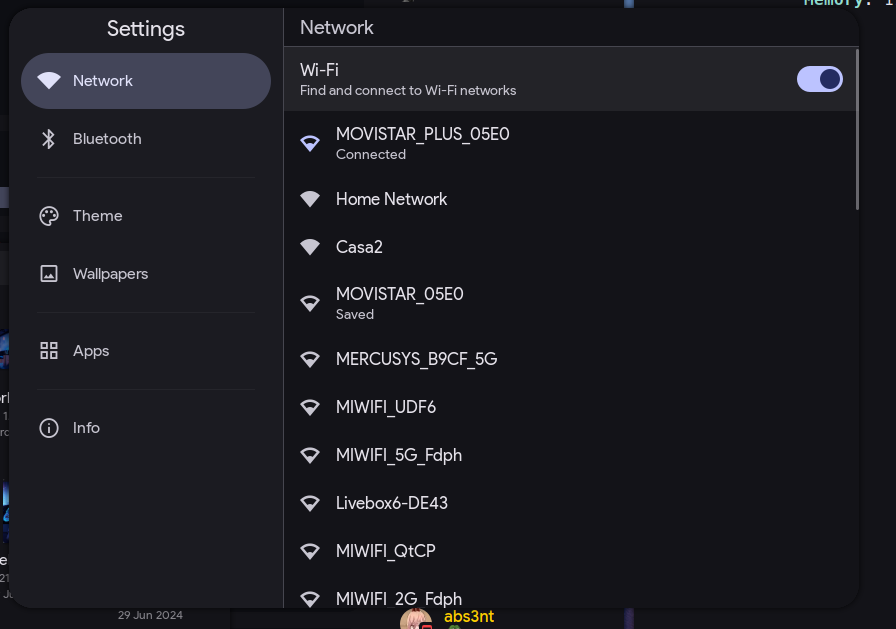 Memory: 1
Settings
Network
Bluetooth
Theme
Wallpapers
Apps
Info
Network
Wi-Fi
Find and connect to Wi-Fi networks
MOVISTAR_PLUS_05E0
Connected
Home Network
Casa2
MOVISTAR_05E0
Saved
MERCUSYS_B9CF_5G
MIWIFI_UDF6
MIWIFI_5G_Fdph
Livebox6-DE43
MIWIFI_QtCP
MIWIFI_2G_Fdph
29 Jun 2024
abs3nt